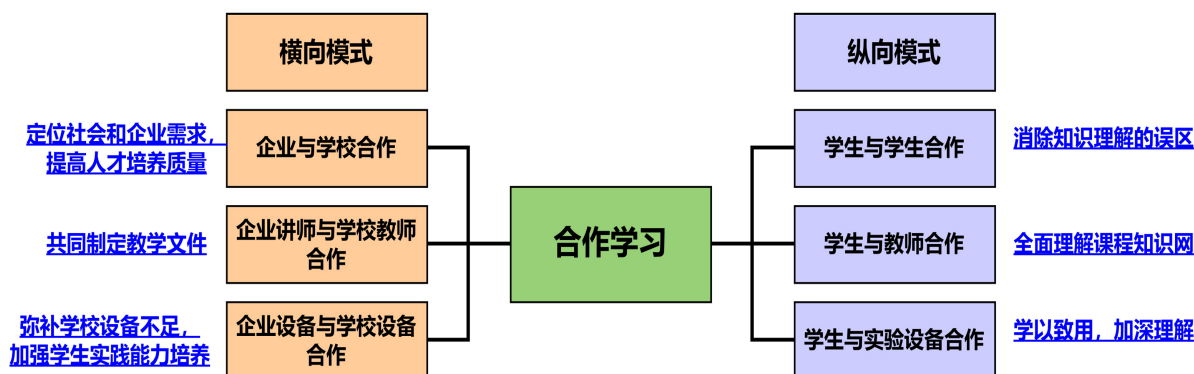 横向模式
纵向模式
定位社会和企业需求，
提高人才培养质量
企业与学校合作
学生与学生合作
消除知识理解的误区
共同制定教学文件
企业讲师与学校教师
合作
合作学习
学生与教师合作
全面理解课程知识网
弥补学校设备不足，
加强学生实践能力培养
企业设备与学校设备
合作
学生与实验设备合作
学以致用，加深理解